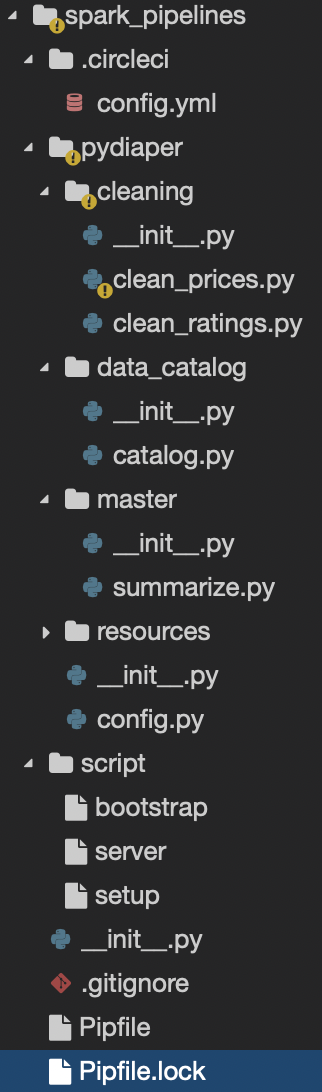 spark_pipelines
.circleci
config.yml
pydiaper
cleaning
__init__.py
clean_prices.py
clean_ratings.py
data_catalog
__init__.py
catalog.py
master
__init__.py
summarize.py
resources
__init__.py
config.py
script
bootstrap
server
setup
__init__.py
.gitignore
Pipfile
Pipfile.lock